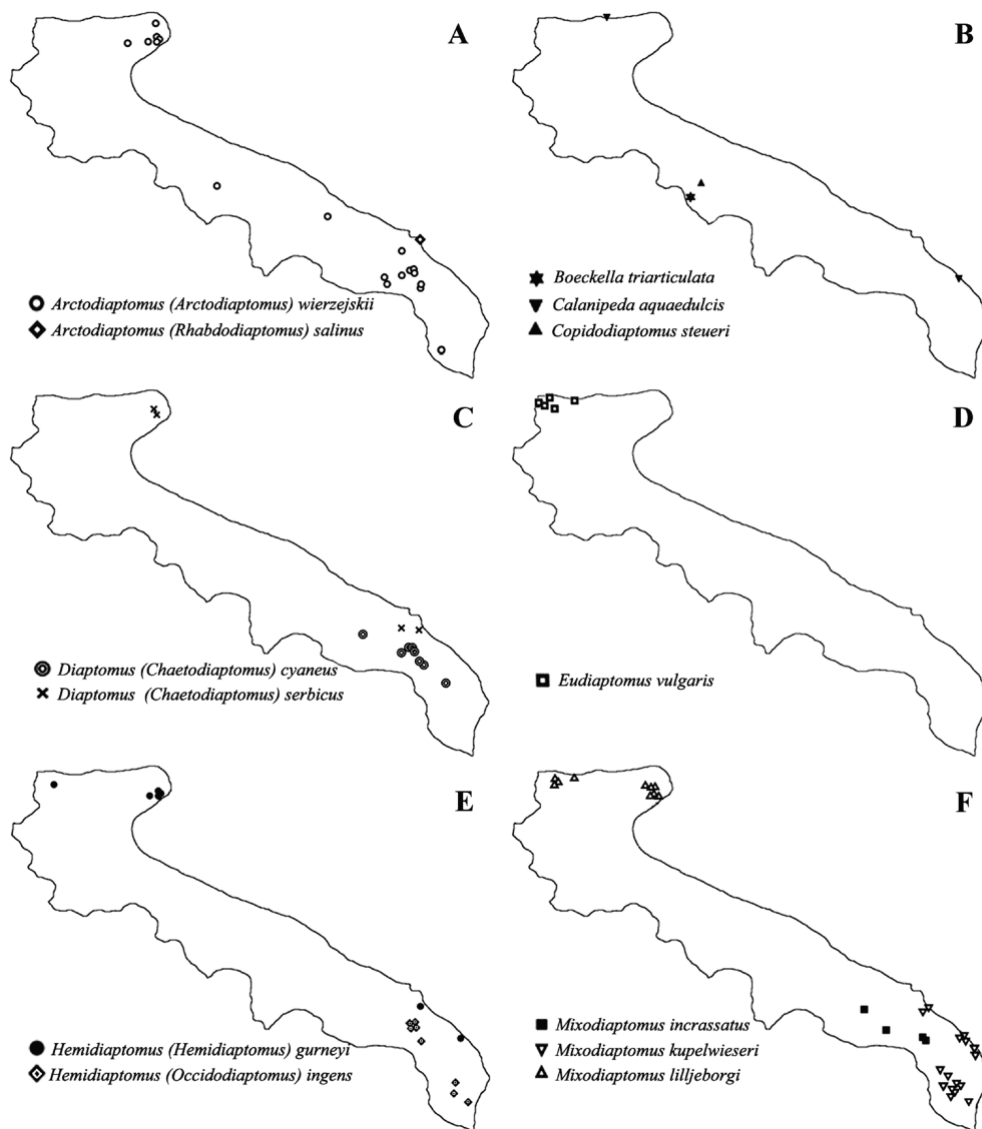 A
Arctodiaptomus (Arctodiaptomus) wierzejskii
Arctodiaptomus (Rhabdodiaptomus) salinus
B
Boeckella triarticulata
Calanipeda aquaedulcis
Copidodiaptomus steueri
C
Diaptomus (Chaetodiaptomus) cyaneus
Diaptomus (Chaetodiaptomus) serbicus
D
Eudiaptomus vulgaris
E
Hemidiaptomus (Hemidiaptomus) gurneyi
Hemidiaptomus (Occidodiaptomus) ingens
F
Mixodiaptomus incrassatus
Mixodiaptomus kupelwieseri
Mixodiaptomus lilljeborgi